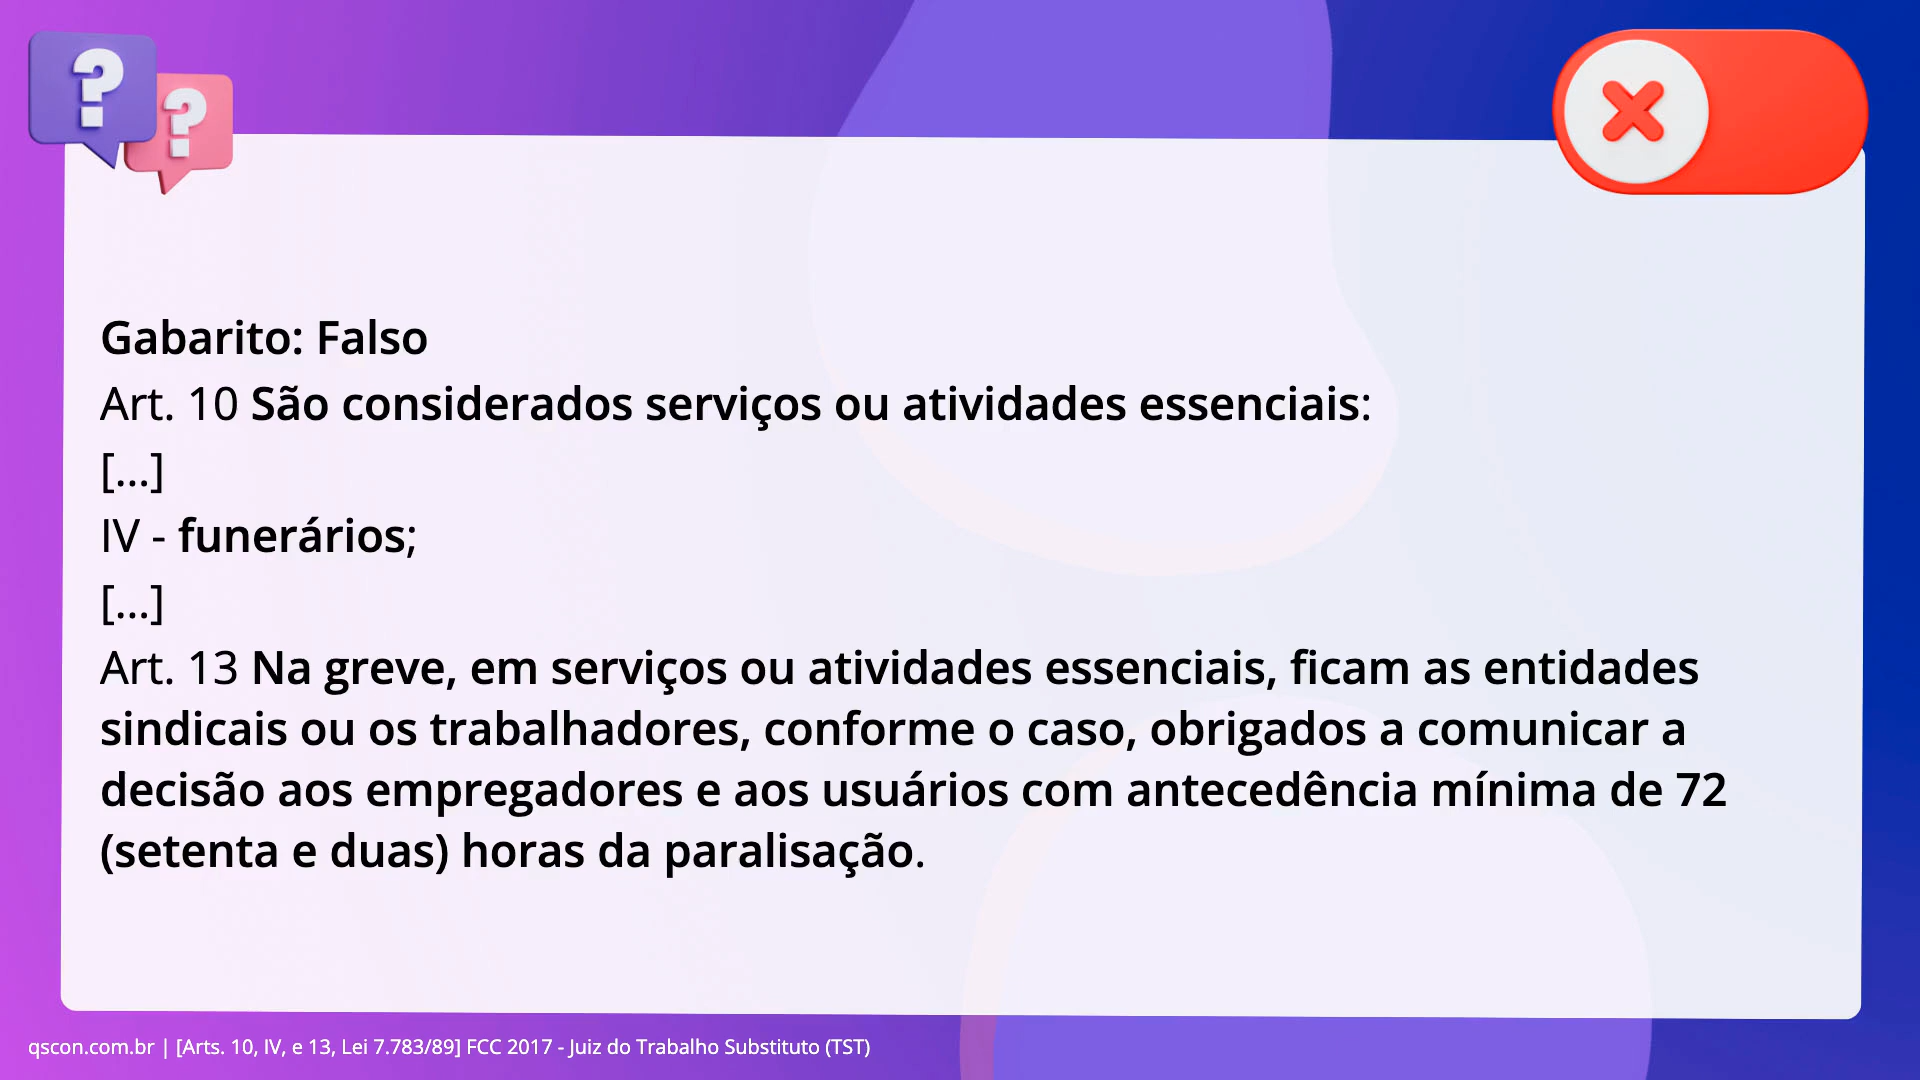 ? ?
Gabarito: Falso
Art. 10 São considerados serviços ou atividades essenciais:
[...]
IV - funerários;
[...]
Art. 13 Na greve, em serviços ou atividades essenciais, ficam as entidades
sindicais ou os trabalhadores, conforme o caso, obrigados a comunicar a
decisão aos empregadores e aos usuários com antecedência mínima de 72
(setenta e duas) horas da paralisação.
qscon.com.br | [Arts. 10, IV, e 13, Lei 7.783/89] FCC 2017 - Juiz do Trabalho Substituto (TST)